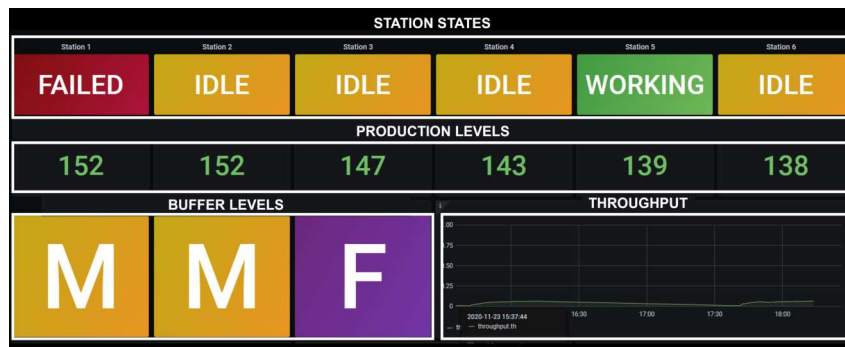 STATION STATES
Station 1 Station 2 Station 3 Station 4 Station 5 Station 6
FAILED IDLE IDLE IDLE WORKING IDLE
PRODUCTION LEVELS
152 152 147 143 139 138
BUFFER LEVELS
M M F
THROUGHPUT
.00
.75
.50
.25
0
16:30 17:00 17:30 18:00
2020-11-23 15:37:44
— throughput.th